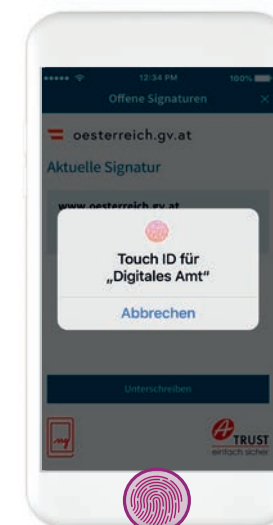 12:34 PM
100%
Offene Signaturen
oesterreich.gv.at
Aktuelle Signatur
www.oesterreich.gv.at
Touch ID für
„Digitales Amt“
Abbrechen
Unterschreiben
A TRUST
einfach sicher